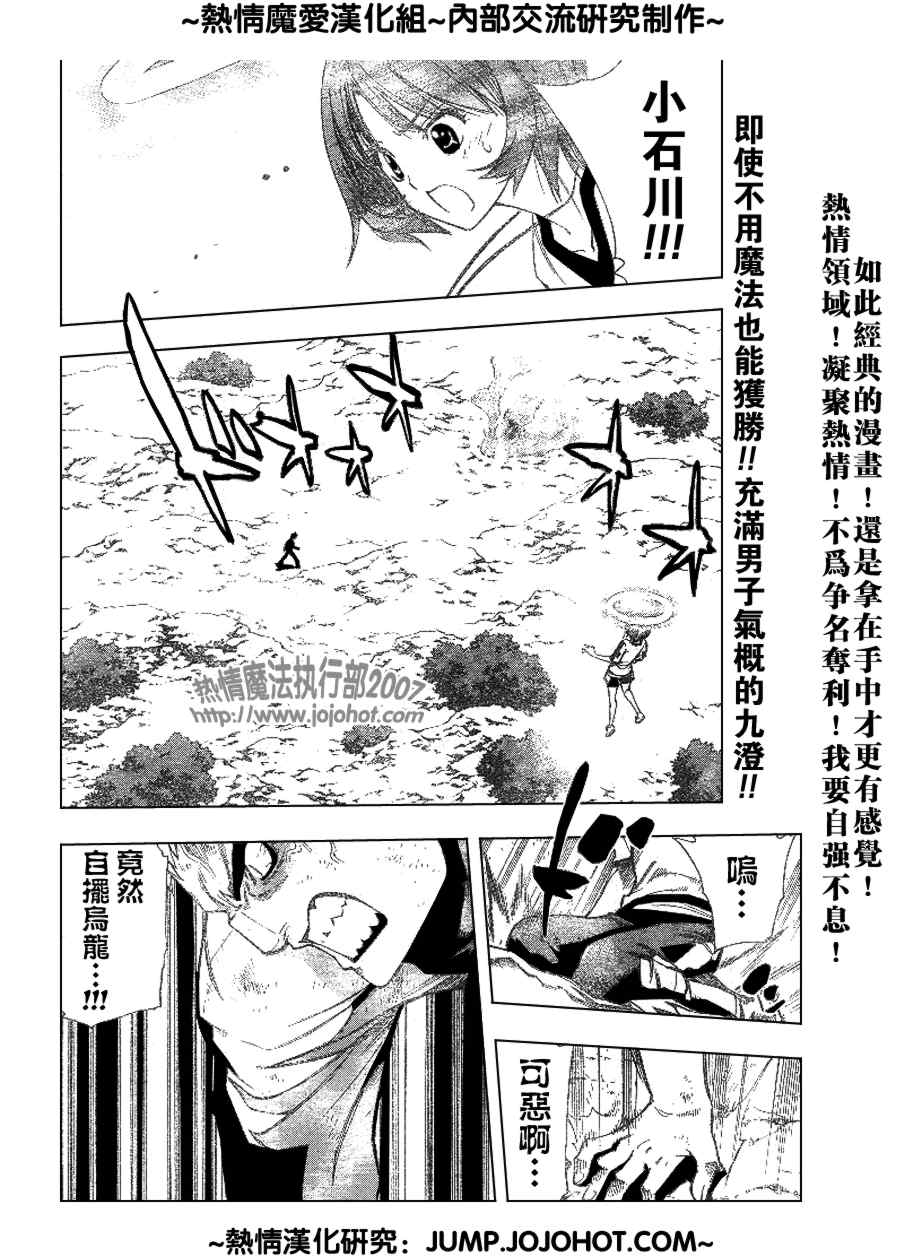 ~熱情魔愛漢化組~內部交流研究制作~
小石川!!!
即使不用魔法也能獲勝!!充滿男子氣概的九澄!!
如此經典的漫畫！還是拿在手中才更有感覺！
熱情領域！凝聚熱情！不爲争名奪利！我要自强不息！
熱情魔法执行部2007
http://www.jojohot.com
嗚…
ドドッ
可惡啊…
竟然
自擺烏龍…!!!
~熱情漢化研究：JUMP.JOJOHOT.COM~